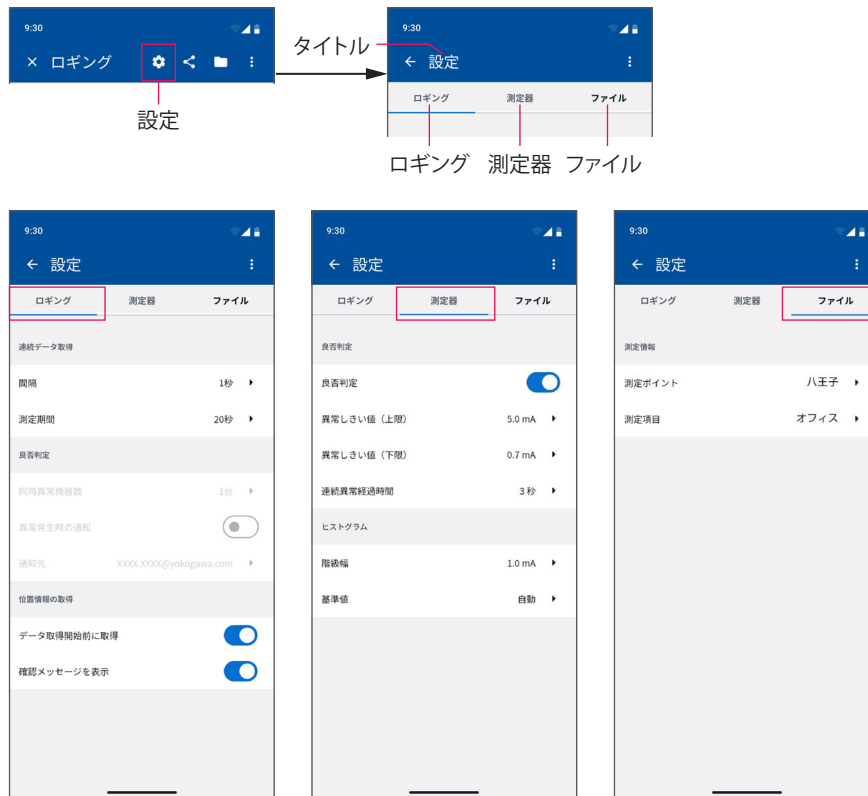 9:30
× ロギング
設定
タイトル
9:30
← 設定
ロギング 測定器 ファイル
ロギング 測定器 ファイル
9:30
← 設定
ロギング 測定器 ファイル
連続データ取得
間隔 1秒
測定期間 20秒
良否判定
同時異常機器数 1台
異常発生時の通知
通知先 XXXX.XXXX@yokogawa.com
位置情報の取得
データ取得開始前に取得
確認メッセージを表示
9:30
← 設定
ロギング 測定器 ファイル
良否判定
良否判定
異常しきい値（上限） 5.0 mA
異常しきい値（下限） 0.7 mA
連続異常経過時間 3 秒
ヒストグラム
階級幅 1.0 mA
基準値 自動
9:30
← 設定
ロギング 測定器 ファイル
測定情報
測定ポイント 八王子
測定項目 オフィス